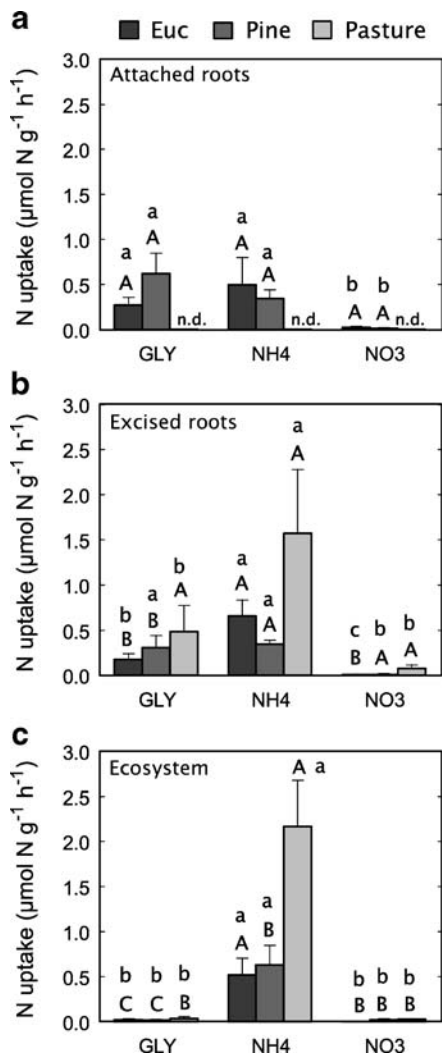 a
Euc Pine Pasture
Attached roots
N uptake (µmol N g⁻¹ h⁻¹)
3.0
2.5
2.0
1.5
1.0
0.5
0.0
a a a a b b
A A n.d. A A n.d. A A n.d.
GLY NH4 NO3
b
Excised roots
N uptake (µmol N g⁻¹ h⁻¹)
3.0
2.5
2.0
1.5
1.0
0.5
0.0
b a b a a a c b b
B B A A A A B A A
GLY NH4 NO3
c
Ecosystem
N uptake (µmol N g⁻¹ h⁻¹)
3.0
2.5
2.0
1.5
1.0
0.5
0.0
b b b a a A a b b b
C C B A B B B B
GLY NH4 NO3